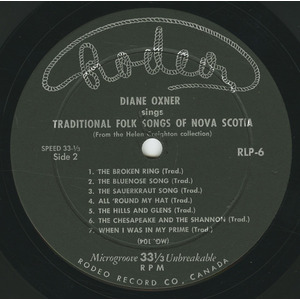 Rodeo
DIANE OXNER
sings
TRADITIONAL FOLK SONGS OF NOVA SCOTIA
(From the Helen Creighton collection)
SPEED 33-⅓
Side 2
RLP-6
1. THE BROKEN RING (Trad.)
2. THE BLUENOSE SONG (Trad.)
3. THE SAUERKRAUT SONG (Trad.)
4. ALL 'ROUND MY HAT (Trad.)
5. THE HILLS AND GLENS (Trad.)
6. THE CHESAPEAKE AND THE SHANNON (Trad.)
7. WHEN I WAS IN MY PRIME (Trad.)
(MO. 104)
Microgroove 33⅓ Unbreakable
RPM
RODEO RECORD CO., CANADA